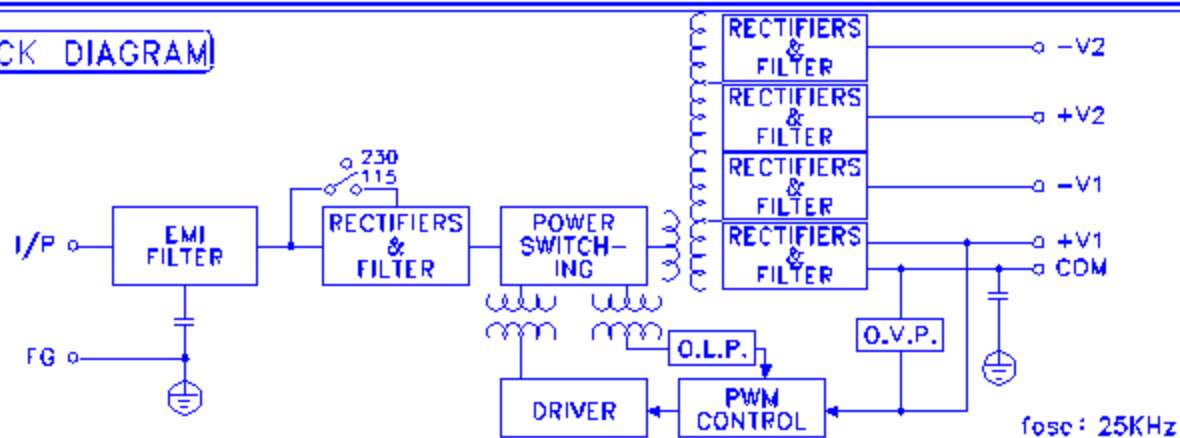 CK DIAGRAM
RECTIFIERS
&
FILTER
-V2
RECTIFIERS
&
FILTER
+V2
RECTIFIERS
&
FILTER
-V1
RECTIFIERS
&
FILTER
+V1
COM
230
115
I/P
EMI
FILTER
RECTIFIERS
&
FILTER
POWER
SWITCH-
ING
FG
O.L.P.
O.V.P.
DRIVER
PWM
CONTROL
fosc: 25KHz